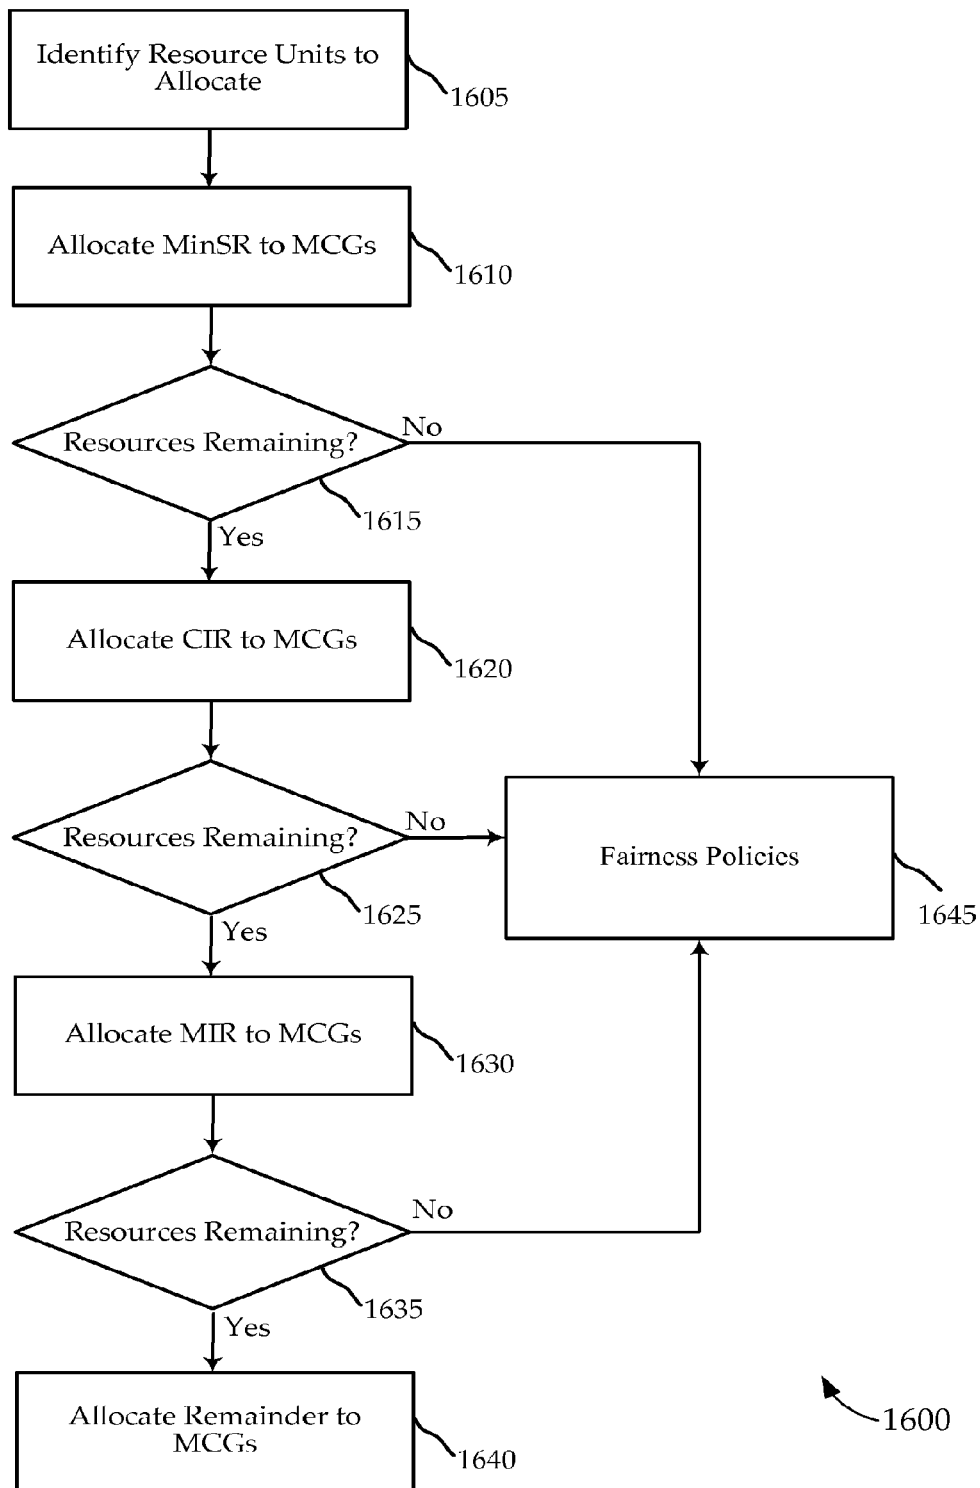 Identify Resource Units to
Allocate
1605
Allocate MinSR to MCGs
1610
No
Resources Remaining?
1615
Yes
Allocate CIR to MCGs
1620
No
Resources Remaining?
1625
Yes
Fairness Policies
1645
Allocate MIR to MCGs
1630
No
Resources Remaining?
1635
Yes
Allocate Remainder to
MCGs
1640
1600